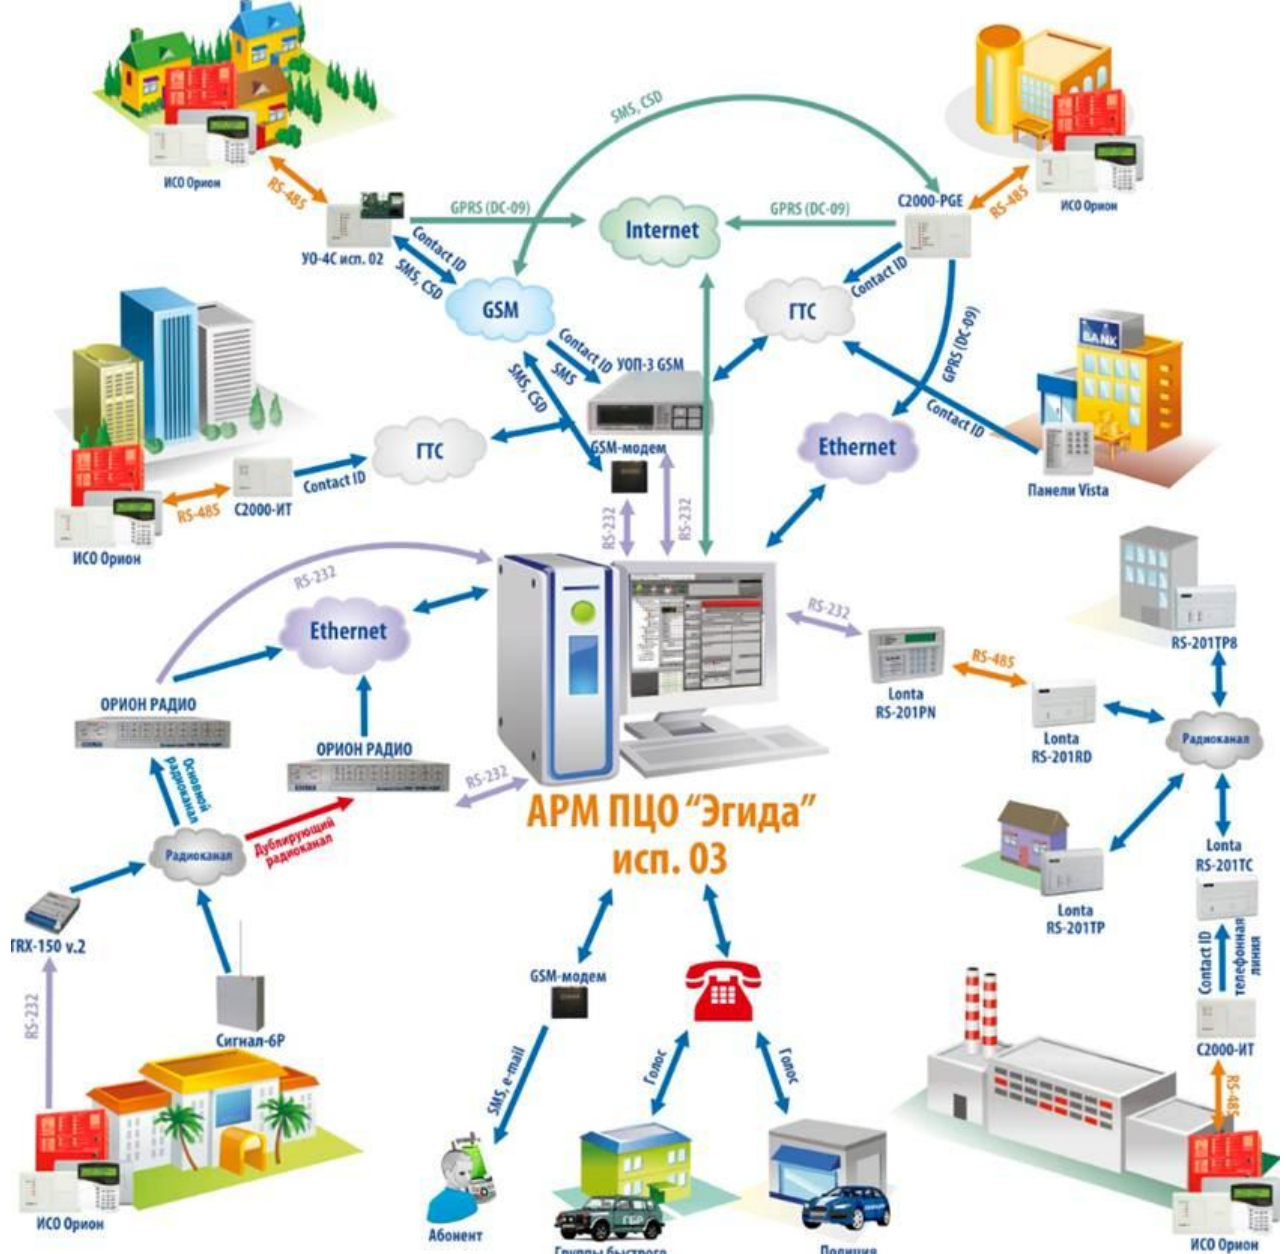 SMS, CSD
ИСО Орион
RS-485
УО-4С исп. 02
GPRS (DC-09)
Internet
GPRS (DC-09)
С2000-PGE
RS-485
ИСО Орион
Contact ID
SMS, CSD
GSM
Contact ID
SMS
SMS, CSD
УОП-3 GSM
ГТС
Contact ID
GPRS (DC-09)
BANK
Contact ID
Панели Vista
ГТС
GSM-модем
Ethernet
RS-485
С2000-ИТ
Contact ID
ИСО Орион
RS-232
RS-232
RS-232
Ethernet
RS-232
Lonta
RS-201PN
RS-485
Lonta
RS-201RD
RS-201TP8
Радиоканал
ОРИОН РАДИО
ОРИОН РАДИО
RS-232
Основной
радиоканал
Дублирующий
радиоканал
Радиоканал
АРМ ПЦО “Эгида”
исп. 03
Lonta
RS-201TP
Lonta
RS-201TC
Contact ID
телефонная
линия
С2000-ИТ
RS-485
ИСО Орион
TRX-150 v.2
RS-232
Сигнал-6Р
ИСО Орион
GSM-модем
SMS, e-mail
Голос
Голос
Абонент
ГБР
Группы быстрого
Полиция